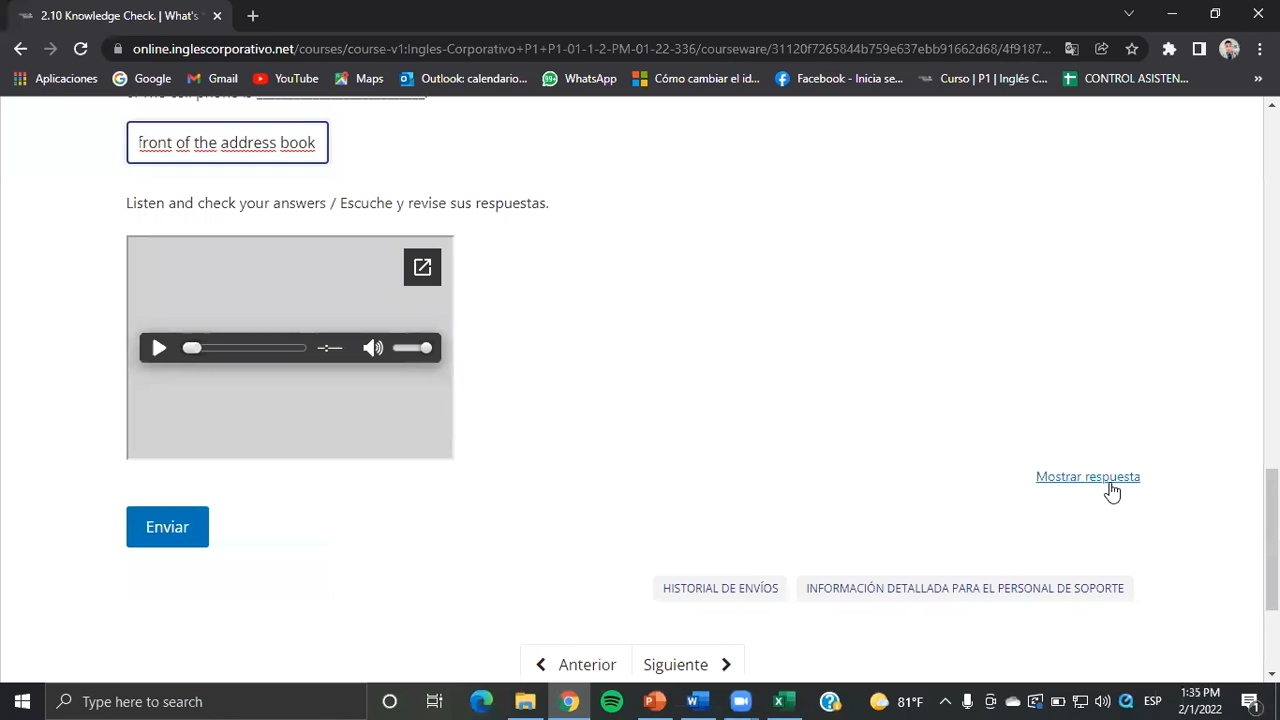 2.10 Knowledge Check | What's
online.inglescorporativo.net/courses/course-v1:Ingles-Corporativo+P1+P1-01-1-2-PM-01-22-336/courseware/31120f7265844b759e637ebb91662d68/4f9187...
Aplicaciones Google Gmail YouTube Maps Outlook: calendario... WhatsApp Cómo cambiar el id... Facebook - Inicia se... Curso | P1 | Inglés C... CONTROL ASISTEN... »
front of the address book
Listen and check your answers / Escuche y revise sus respuestas.
--:--
Mostrar respuesta
Enviar
HISTORIAL DE ENVÍOS INFORMACIÓN DETALLADA PARA EL PERSONAL DE SOPORTE
Anterior Siguiente
Type here to search 81°F ESP 1:35 PM
2/1/2022